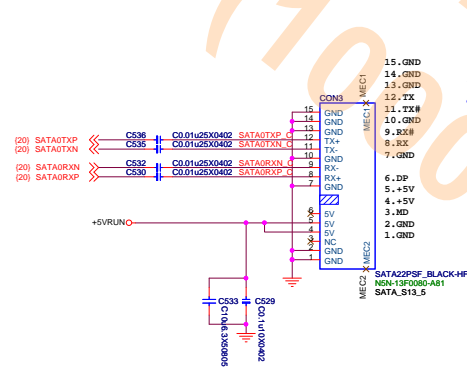 15.GND
14.GND
13.GND
12.TX
11.TX#
10.GND
9.RX#
8.RX
7.GND
6.DP
5.+5V
4.+5V
3.MD
2.GND
1.GND
CON3
MEC1
MEC1
15 GND
14 GND
13 GND
12 TX+
11 TX-
10 GND
9 RX-
8 RX+
7 GND
6 5V
5 5V
4 5V
3 NC
2 GND
1 GND
MEC2
MEC2
{20} SATA0TXP C536 C0.01u25X0402 SATA0TXP_C
{20} SATA0TXN C535 C0.01u25X0402 SATA0TXN_C
{20} SATA0RXN C532 C0.01u25X0402 SATA0RXN_C
{20} SATA0RXP C530 C0.01u25X0402 SATA0RXP_C
+5VRUN
SATA22PSF_BLACK-HF
N5N-13F0080-A81
SATA_S13_5
C533
C10u6.3X50805
C529
C0.1u10X0402